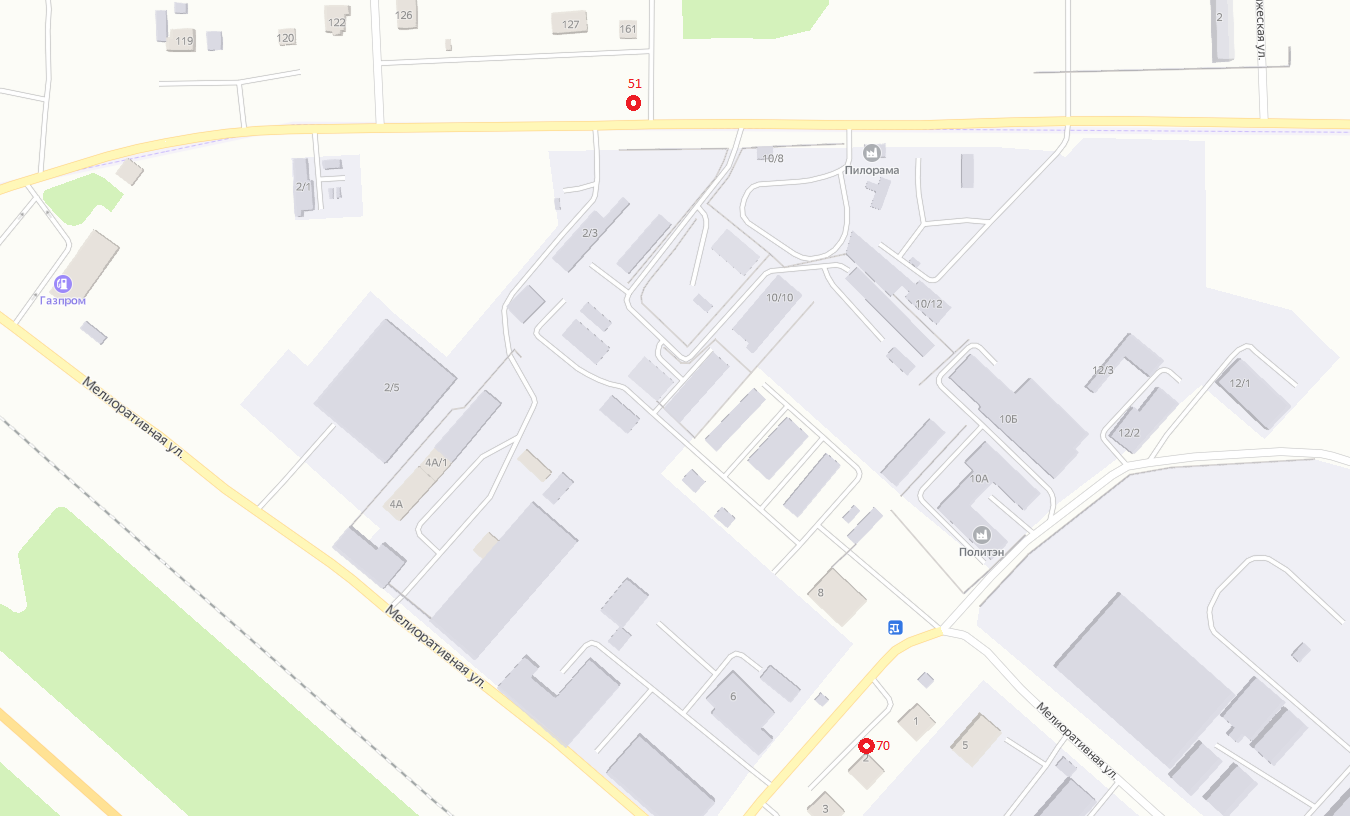 126
2
122
127
161
119
120
жеская ул.
51
10/8
Пилорама
2/1
2/3
Газпром
10/10
10/12
2/5
12/3
12/1
Мелиоративная ул.
10Б
12/2
4А/1
10А
4А
Политэн
8
Мелиоративная ул.
6
1
Мелиоративная ул.
5
70
2
3